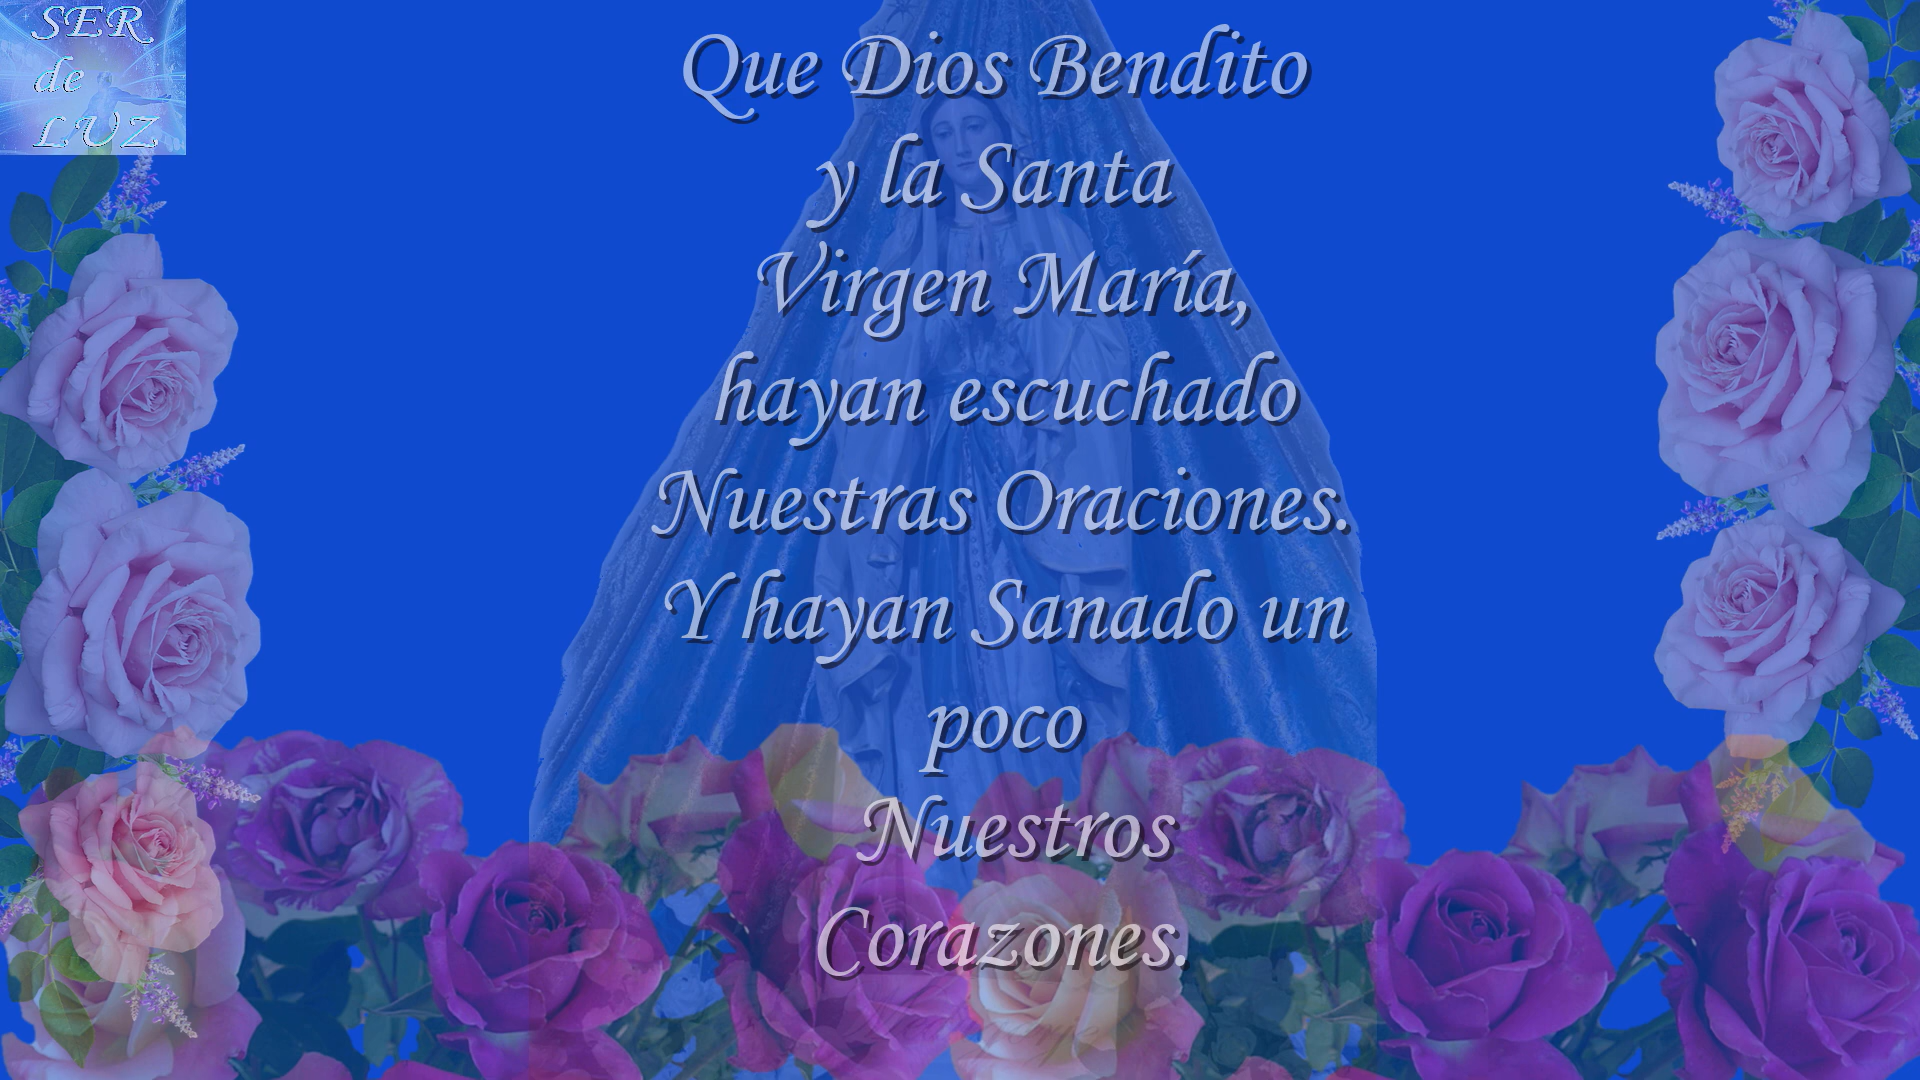 SER
de
LUZ
Que Dios Bendito
y la Santa
Virgen María,
hayan escuchado
Nuestras Oraciones.
Y hayan Sanado un
poco
Nuestros
Corazones.